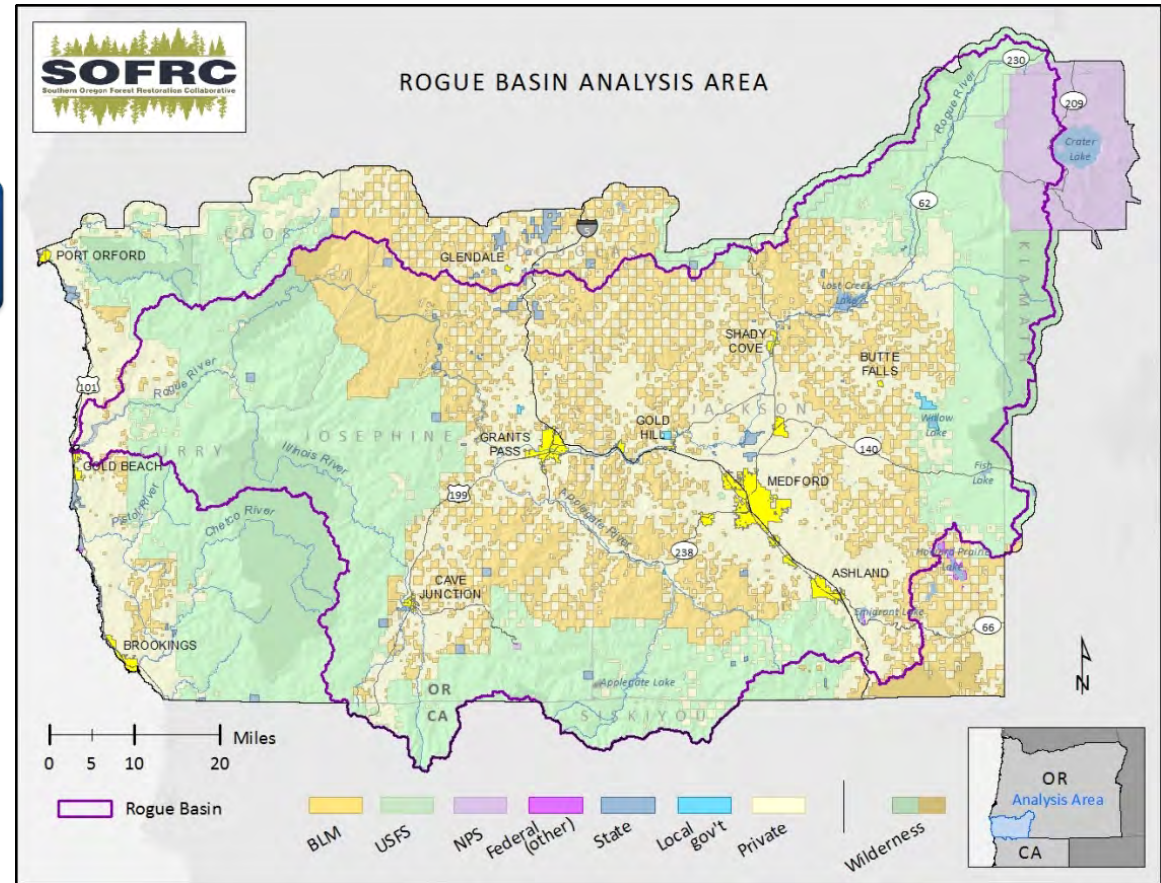 SOFRC
Southern Oregon Forest Restoration Collaborative
ROGUE BASIN ANALYSIS AREA
230
209
Rogue River
Crater
Lake
62
COOS
PORT ORFORD
GLENDALE
5
DOUGLAS
KLAMATH
Lost Creek
Lake
SHADY
COVE
BUTTE
FALLS
101
Rogue River
JACKSON
Willow
Lake
JOSEPHINE
GRANTS
PASS
GOLD
HILL
140
CURRY
Illinois River
GOLD BEACH
199
MEDFORD
Fish
Lake
Pistol River
Chetco River
Applegate River
238
Howard Prairie
Lake
CAVE
JUNCTION
ASHLAND
Emigrant Lake
66
BROOKINGS
OR
CA
Applegate Lake
SISKIYOU
N
Miles
0 5 10 20
Rogue Basin
BLM
USFS
NPS
Federal
(other)
State
Local
gov't
Private
Wilderness
OR
Analysis Area
CA